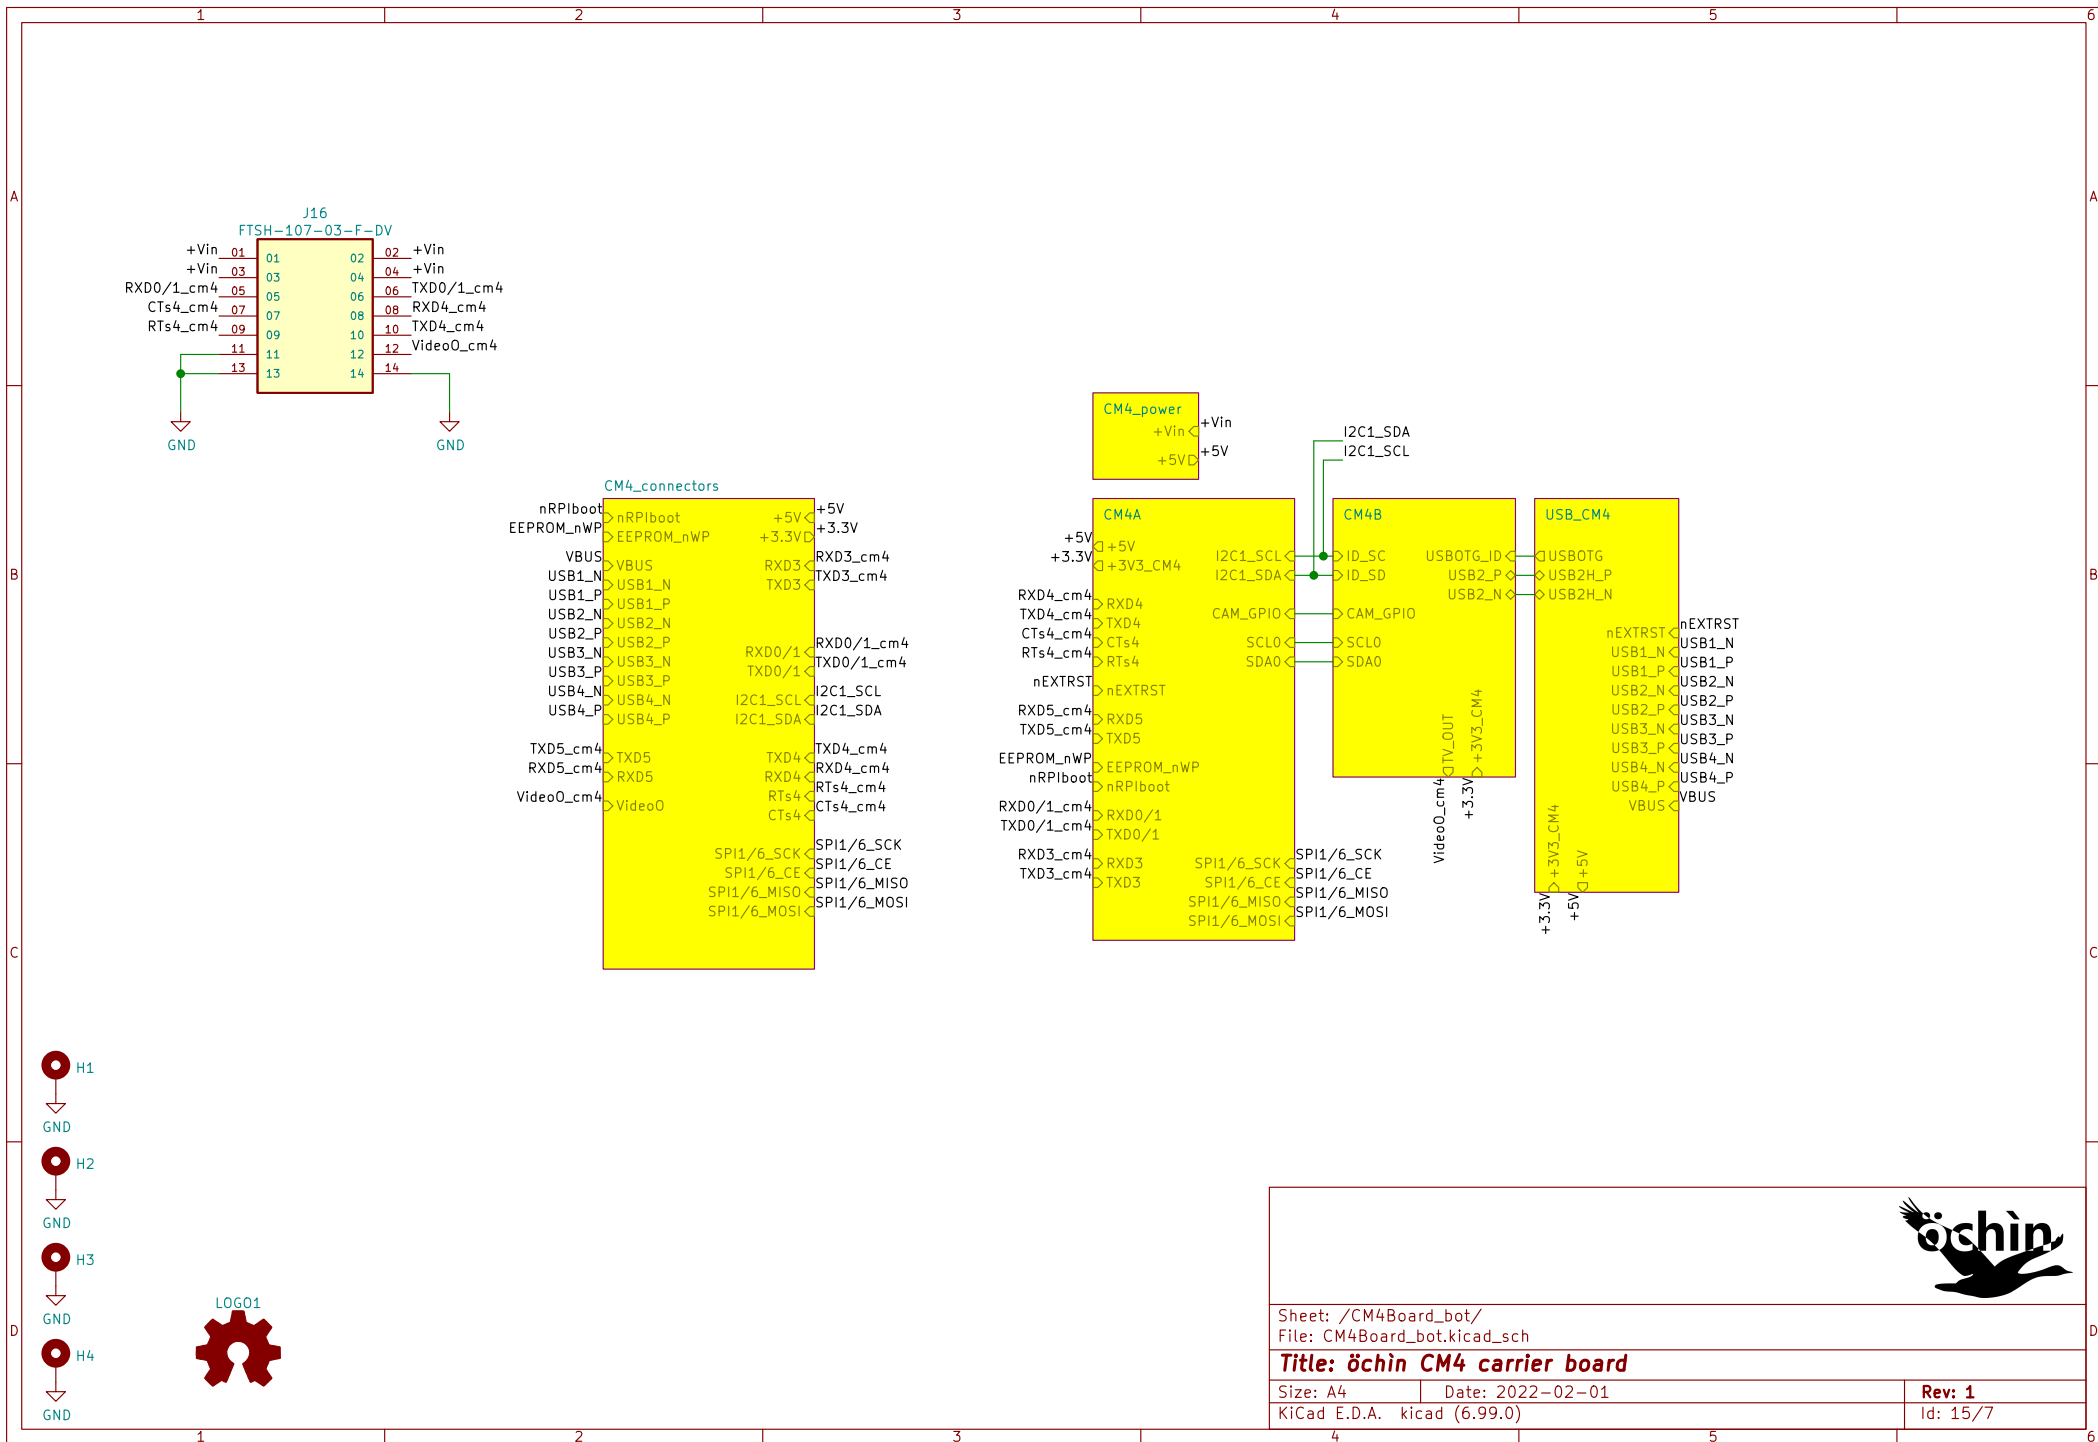 1 2 3 4 5 6
A A
B B
C C
D D
J16
FTSH-107-03-F-DV
+Vin 01 01 02 02 +Vin
+Vin 03 03 04 04 +Vin
RXD0/1_cm4 05 05 06 06 TXD0/1_cm4
CTs4_cm4 07 07 08 08 RXD4_cm4
RTs4_cm4 09 09 10 10 TXD4_cm4
11 11 12 12 VideoO_cm4
13 13 14 14
GND GND
CM4_connectors
nRPIboot nRPIboot +5V +5V
EEPROM_nWP EEPROM_nWP +3.3V +3.3V
VBUS VBUS RXD3 RXD3_cm4
USB1_N USB1_N TXD3 TXD3_cm4
USB1_P USB1_P
USB2_N USB2_N
USB2_P USB2_P
USB3_N USB3_N RXD0/1 RXD0/1_cm4
USB3_P USB3_P TXD0/1 TXD0/1_cm4
USB4_N USB4_N I2C1_SCL I2C1_SCL
USB4_P USB4_P I2C1_SDA I2C1_SDA
TXD5_cm4 TXD5 TXD4 TXD4_cm4
RXD5_cm4 RXD5 RXD4 RXD4_cm4
RTs4 RTs4_cm4
VideoO_cm4 VideoO CTs4 CTs4_cm4
SPI1/6_SCK SPI1/6_SCK
SPI1/6_CE SPI1/6_CE
SPI1/6_MISO SPI1/6_MISO
SPI1/6_MOSI SPI1/6_MOSI
CM4_power
+Vin +Vin
+5V +5V
I2C1_SDA
I2C1_SCL
CM4A
+5V +5V
+3.3V +3V3_CM4
RXD4_cm4 RXD4
TXD4_cm4 TXD4
CTs4_cm4 CTs4
RTs4_cm4 RTs4
nEXTRST nEXTRST
RXD5_cm4 RXD5
TXD5_cm4 TXD5
EEPROM_nWP EEPROM_nWP
nRPIboot nRPIboot
RXD0/1_cm4 RXD0/1
TXD0/1_cm4 TXD0/1
RXD3_cm4 RXD3
TXD3_cm4 TXD3
I2C1_SCL
I2C1_SDA
CAM_GPIO
SCL0
SDA0
SPI1/6_SCK SPI1/6_SCK
SPI1/6_CE SPI1/6_CE
SPI1/6_MISO SPI1/6_MISO
SPI1/6_MOSI SPI1/6_MOSI
CM4B
ID_SC USBOTG_ID
ID_SD USB2_P
USB2_N
CAM_GPIO
SCL0
SDA0
TV_OUT
VideoO_cm4
+3V3_CM4
+3.3V
USB_CM4
USBOTG
USB2H_P
USB2H_N
nEXTRST nEXTRST
USB1_N USB1_N
USB1_P USB1_P
USB2_N USB2_N
USB2_P USB2_P
USB3_N USB3_N
USB3_P USB3_P
USB4_N USB4_N
USB4_P USB4_P
VBUS VBUS
+3V3_CM4
+3.3V
+5V
+5V
H1
GND
H2
GND
H3
GND
H4
GND
LOGO1
öchìn
Sheet: /CM4Board_bot/
File: CM4Board_bot.kicad_sch
Title: öchìn CM4 carrier board
Size: A4 Date: 2022-02-01 Rev: 1
KiCad E.D.A. kicad (6.99.0) Id: 15/7
1 2 3 4 5 6